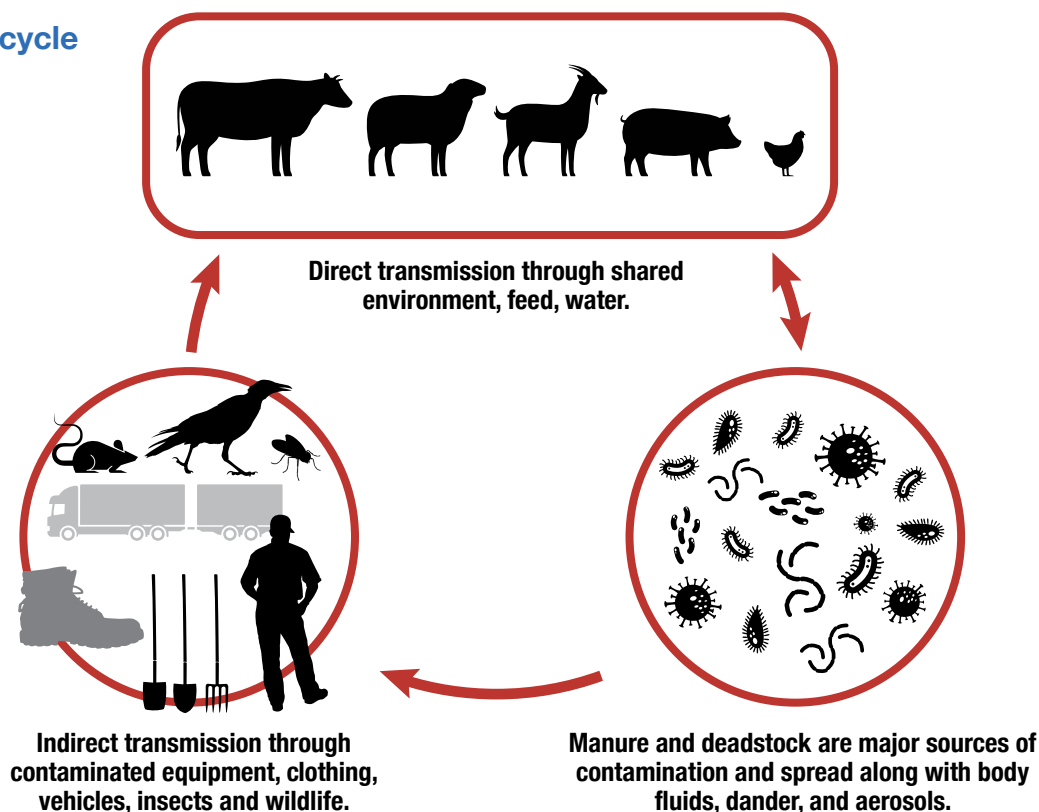 cycle
Direct transmission through shared
environment, feed, water.
Indirect transmission through
contaminated equipment, clothing,
vehicles, insects and wildlife.
Manure and deadstock are major sources of
contamination and spread along with body
fluids, dander, and aerosols.